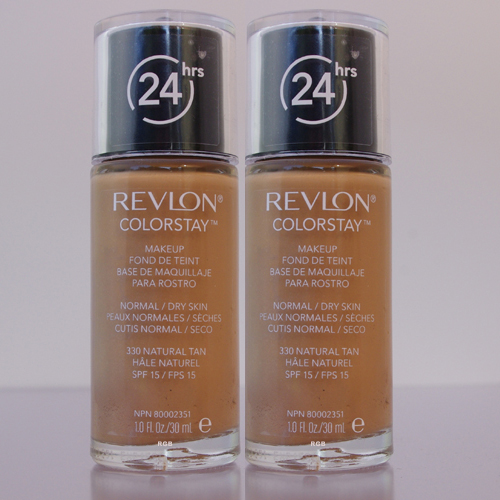 24 hrs
REVLON®
COLORSTAY™
MAKEUP
FOND DE TEINT
BASE DE MAQUILLAJE
PARA ROSTRO
NORMAL / DRY SKIN
PEAUX NORMALES / SÈCHES
CUTIS NORMAL / SECO
330 NATURAL TAN
HÂLE NATUREL
SPF 15 / FPS 15
NPN 80002351
1.0 fl. Oz./30 mL e
RGB
24 hrs
REVLON®
COLORSTAY™
MAKEUP
FOND DE TEINT
BASE DE MAQUILLAJE
PARA ROSTRO
NORMAL / DRY SKIN
PEAUX NORMALES / SÈCHES
CUTIS NORMAL / SECO
330 NATURAL TAN
HÂLE NATUREL
SPF 15 / FPS 15
NPN 80002351
1.0 fl. Oz./30 mL e
RGB